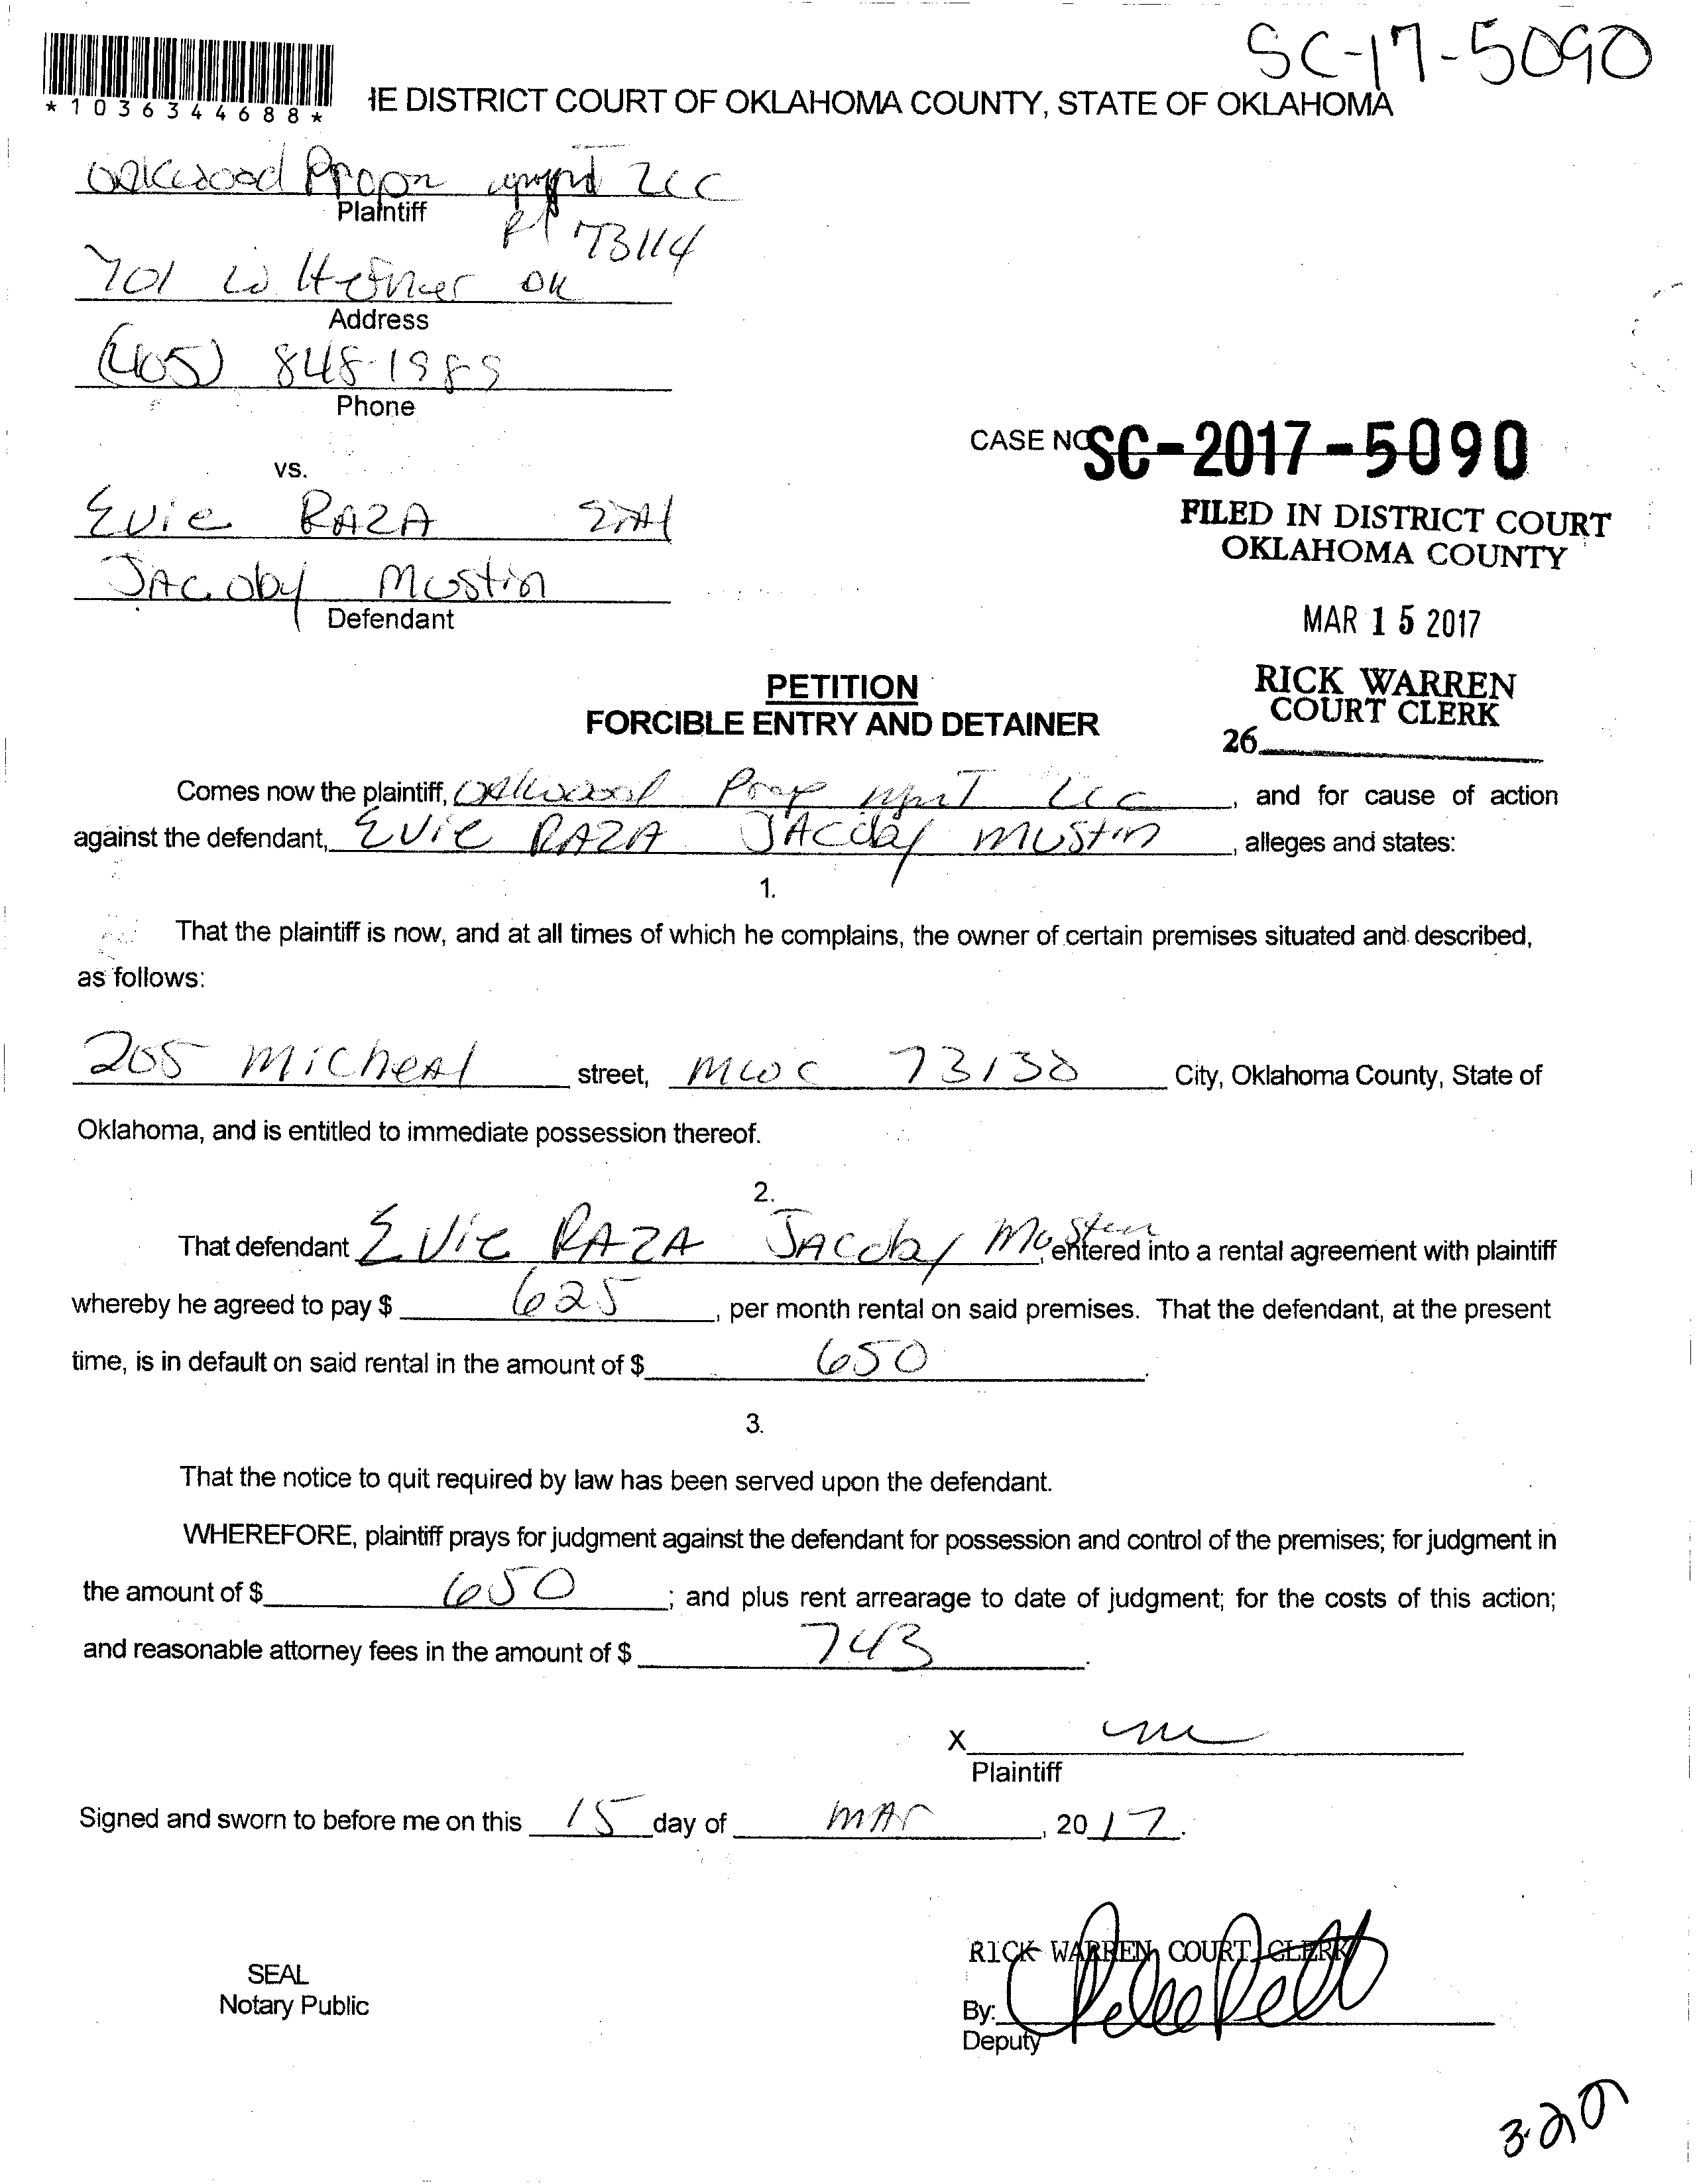 SC-17-5090
*1036344688*
IE DISTRICT COURT OF OKLAHOMA COUNTY, STATE OF OKLAHOMA
Oakwood LLC
Plaintiff
73114
701 W Hefner
Address
(405) 848-1989
Phone
CASE NO SC-2017-5090
vs.
FILED IN DISTRICT COURT
Evie RAZA
OKLAHOMA COUNTY
JACoby Mustin
Defendant
MAR 15 2017
PETITION
RICK WARREN
COURT CLERK
FORCIBLE ENTRY AND DETAINER
26
Comes now the plaintiff, Oakwood Prop mgmT LLC, and for cause of action
against the defendant, Evie RAZA JACoby Mustin, alleges and states:
1.
That the plaintiff is now, and at all times of which he complains, the owner of certain premises situated and described,
as follows:
205 Micheal street, MWC 73130 City, Oklahoma County, State of
Oklahoma, and is entitled to immediate possession thereof.
2.
That defendant Evie RAZA JACoby, entered into a rental agreement with plaintiff
whereby he agreed to pay $ 625, per month rental on said premises. That the defendant, at the present
time, is in default on said rental in the amount of $ 650.
3.
That the notice to quit required by law has been served upon the defendant.
WHEREFORE, plaintiff prays for judgment against the defendant for possession and control of the premises; for judgment in
the amount of $ 650; and plus rent arrearage to date of judgment; for the costs of this action;
and reasonable attorney fees in the amount of $ 743.
X
Plaintiff
Signed and sworn to before me on this 15 day of MAr, 2017.
RICK WARREN COURT CLERK
SEAL
Notary Public
By:
Deputy